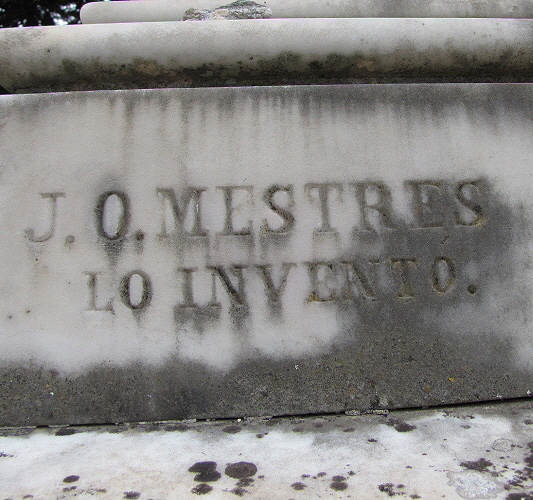 J. O. MESTRES
LO INVENTÓ.